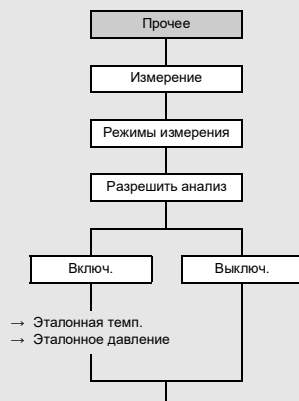 Прочее
Измерение
Режимы измерения
Разрешить анализ
Включ.
Выключ.
→ Эталонная темп.
→ Эталонное давление